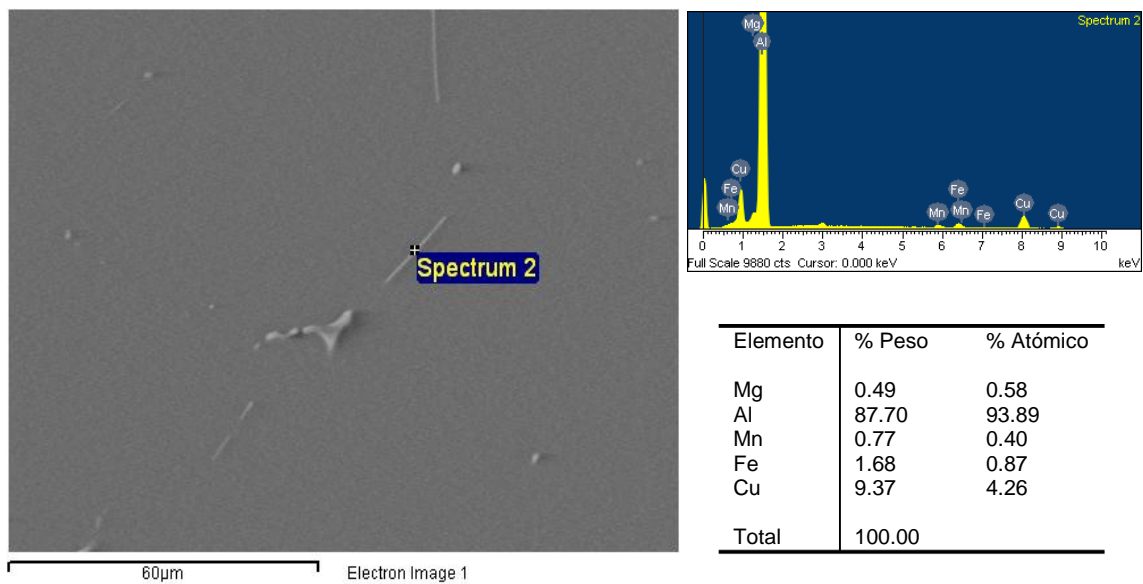 Spectrum 2
60µm
Electron Image 1
Spectrum 2
Mg
Al
Cu
Fe
Mn
Fe
Mn
Mn
Fe
Cu
Cu
0 1 2 3 4 5 6 7 8 9 10
Full Scale 9880 cts Cursor: 0.000 keV
keV
Elemento % Peso % Atómico
Mg 0.49 0.58
Al 87.70 93.89
Mn 0.77 0.40
Fe 1.68 0.87
Cu 9.37 4.26
Total 100.00